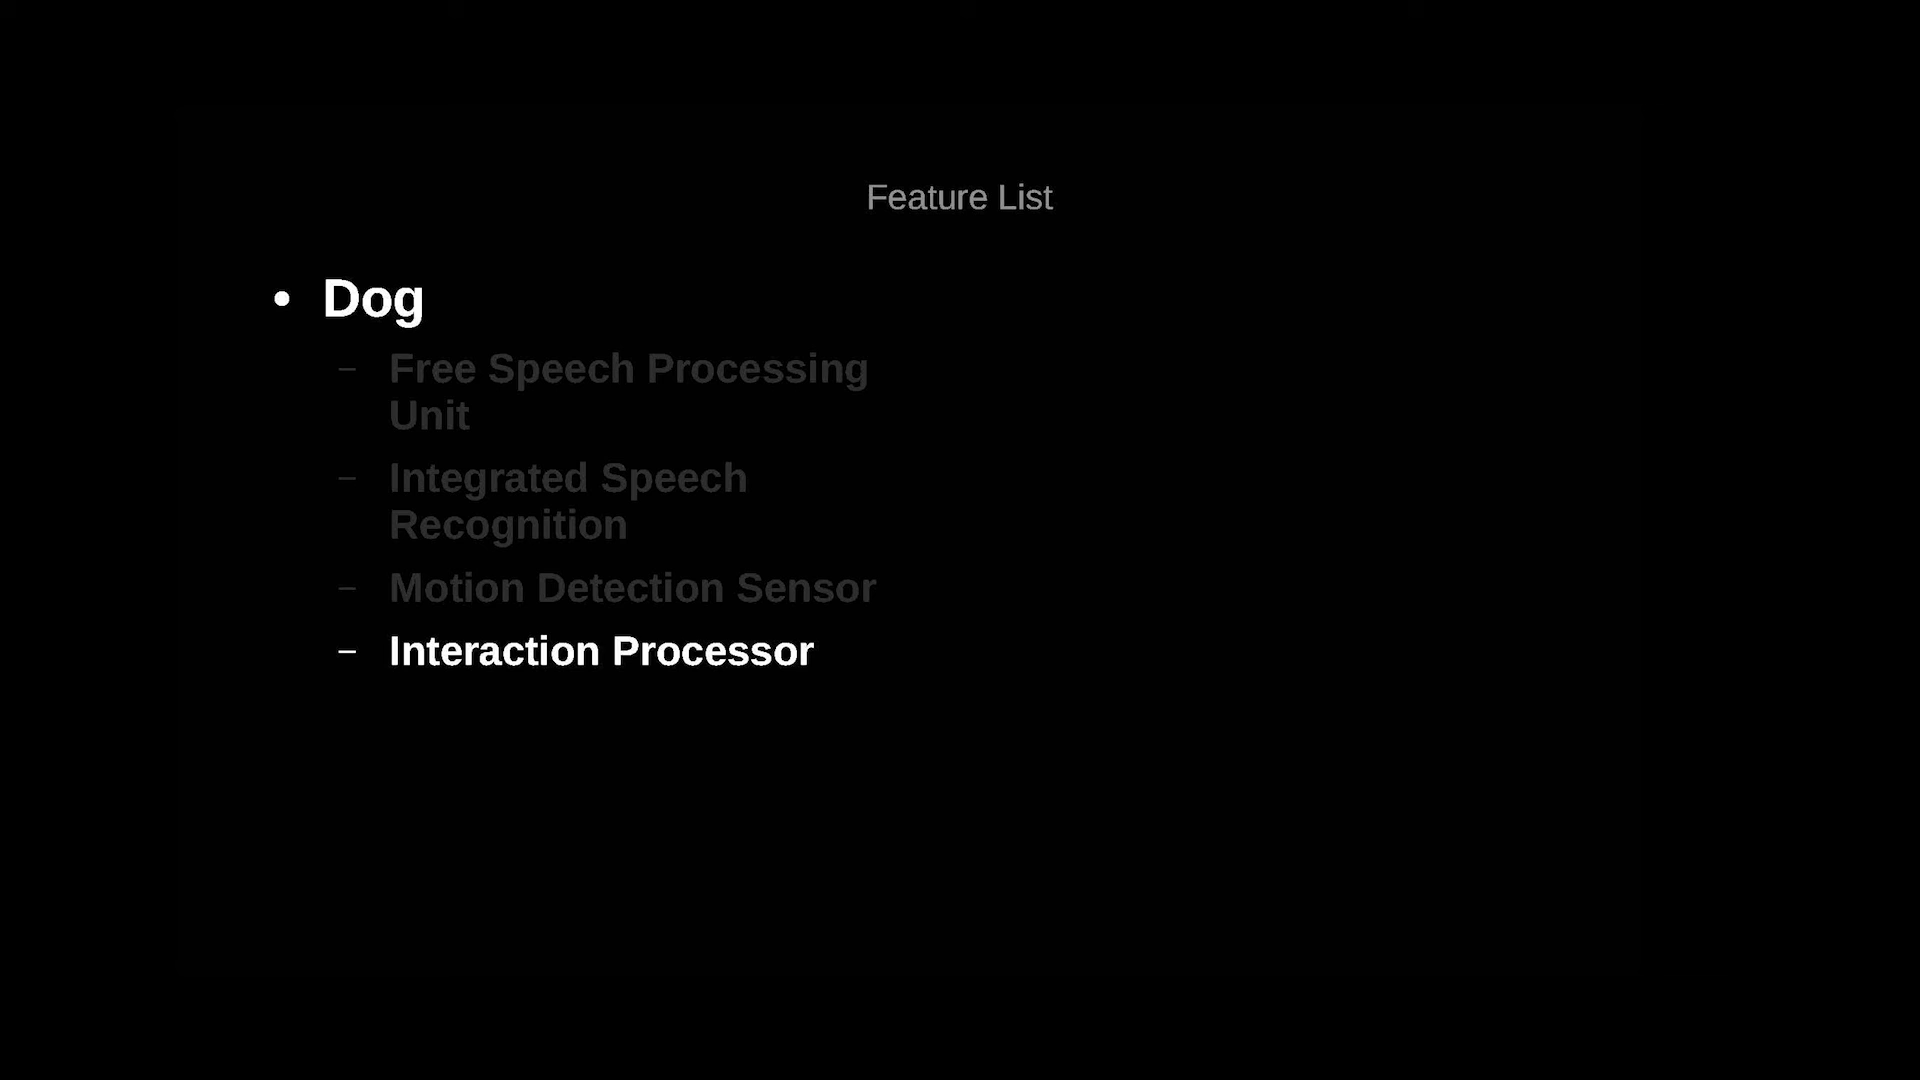 Feature List
• Dog
– Free Speech Processing
Unit
– Integrated Speech
Recognition
– Motion Detection Sensor
– Interaction Processor